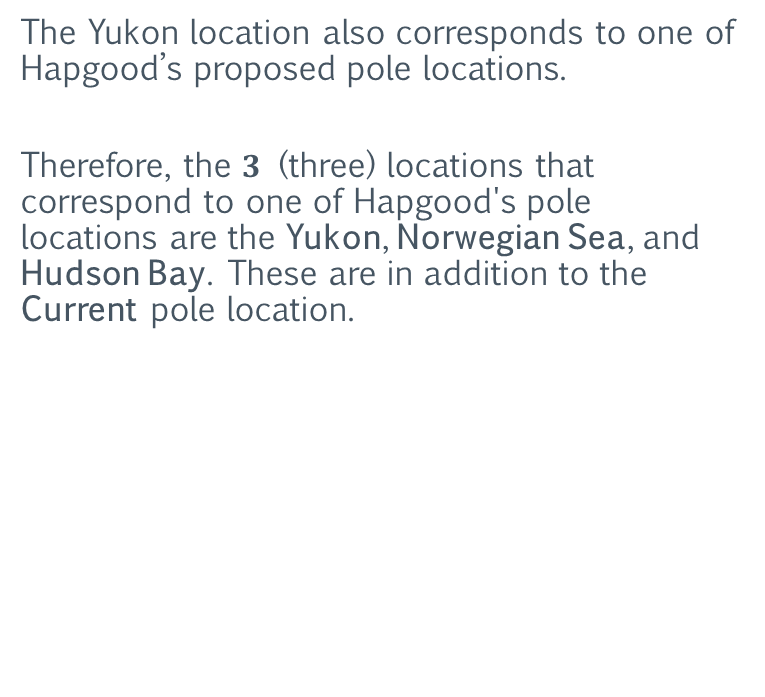 The Yukon location also corresponds to one of
Hapgood’s proposed pole locations.
Therefore, the 3 (three) locations that
correspond to one of Hapgood's pole
locations are the Yukon, Norwegian Sea, and
Hudson Bay. These are in addition to the
Current pole location.